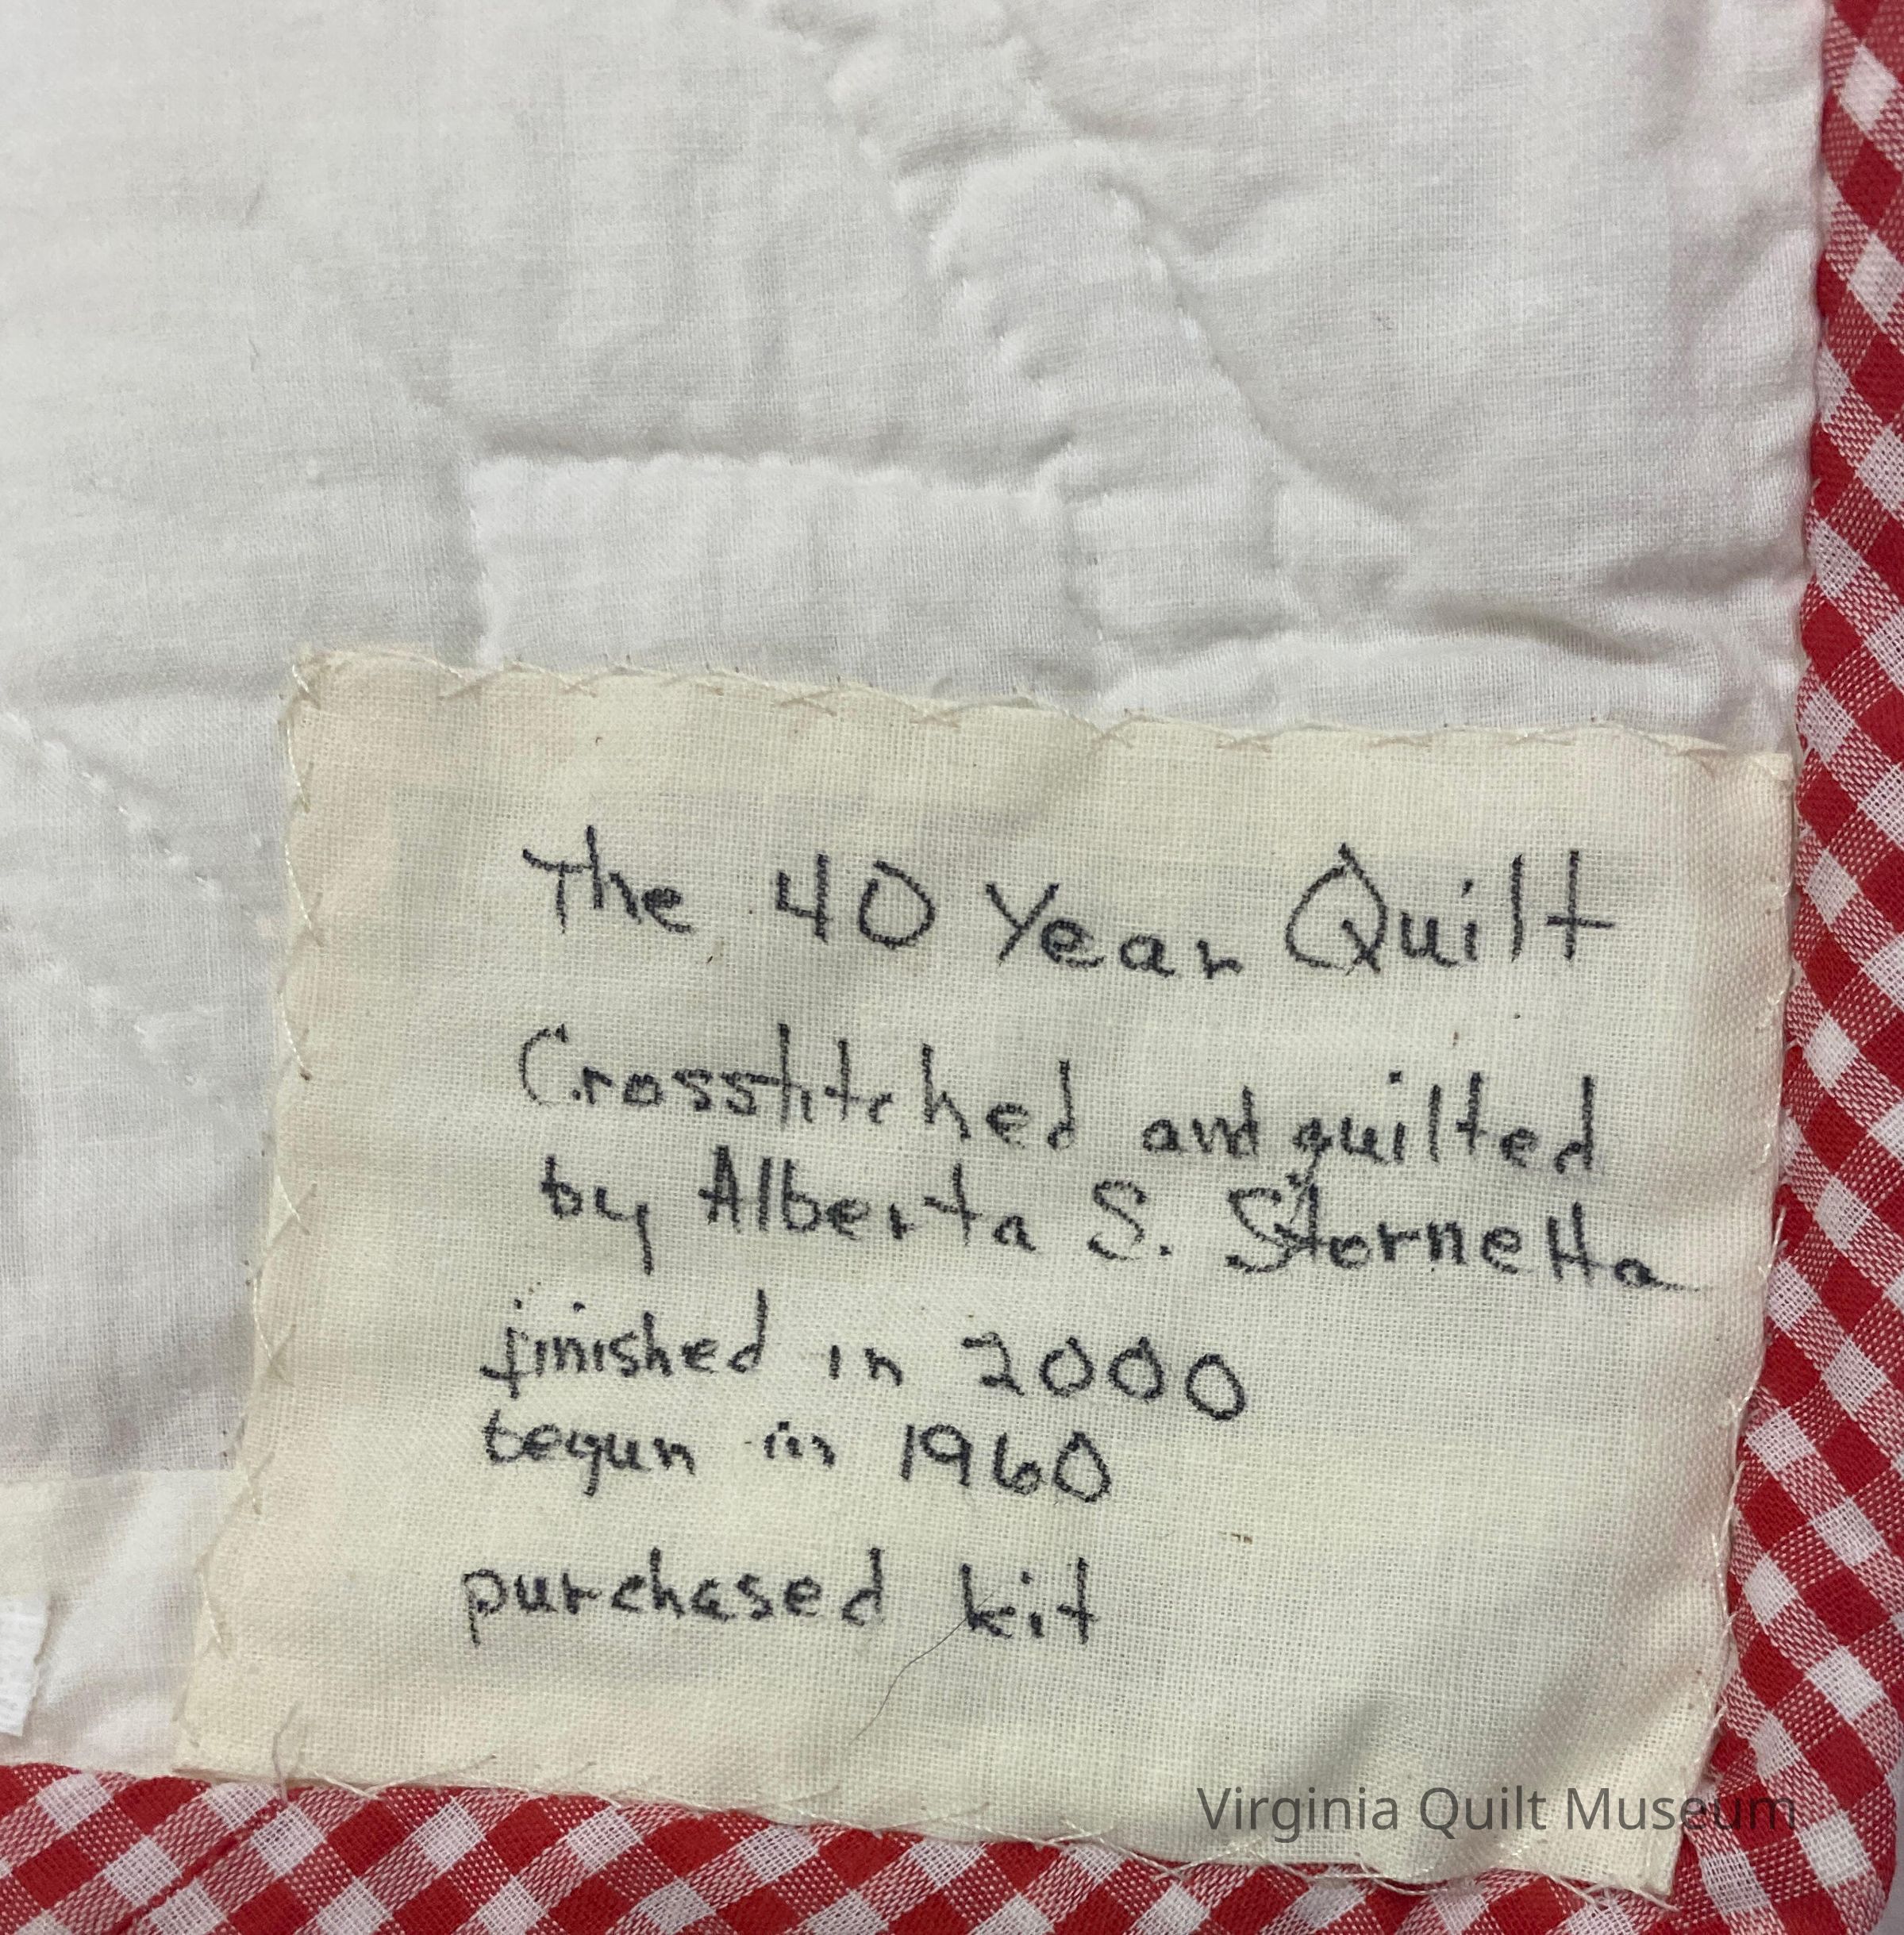 The 40 Year Quilt
Crosstitched and quilted
by Alberta S. Stornetta
finished in 2000
begun in 1960
purchased kit
Virginia Quilt Museum